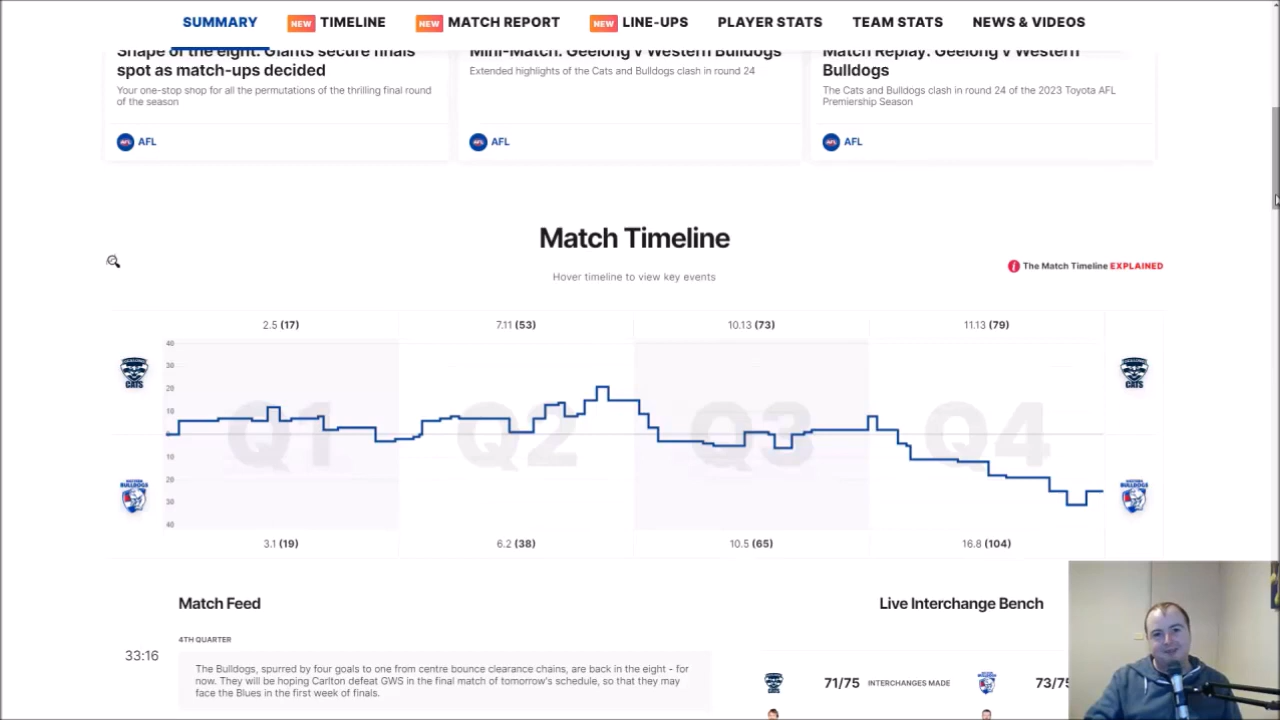 SUMMARY
NEW TIMELINE
NEW MATCH REPORT
NEW LINE-UPS
PLAYER STATS
TEAM STATS
NEWS & VIDEOS
Shape of the eight: Giants secure finals
spot as match-ups decided
Your one-stop shop for all the permutations of the thrilling final round
of the season
AFL
Mini-Match: Geelong v Western Bulldogs
Extended highlights of the Cats and Bulldogs clash in round 24
AFL
Match Replay: Geelong v Western
Bulldogs
The Cats and Bulldogs clash in round 24 of the 2023 Toyota AFL
Premiership Season
AFL
Match Timeline
Hover timeline to view key events
i The Match Timeline EXPLAINED
2.5 (17)
7.11 (53)
10.13 (73)
11.13 (79)
40
30
20
10
0
10
20
30
40
CATS
BULLDOGS
Q1
Q2
Q3
Q4
CATS
BULLDOGS
3.1 (19)
6.2 (38)
10.5 (65)
16.8 (104)
Match Feed
4TH QUARTER
33:16
The Bulldogs, spurred by four goals to one from centre bounce clearance chains, are back in the eight - for
now. They will be hoping Carlton defeat GWS in the final match of tomorrow's schedule, so that they may
face the Blues in the first week of finals.
Live Interchange Bench
CATS
71/75
INTERCHANGES MADE
73/75